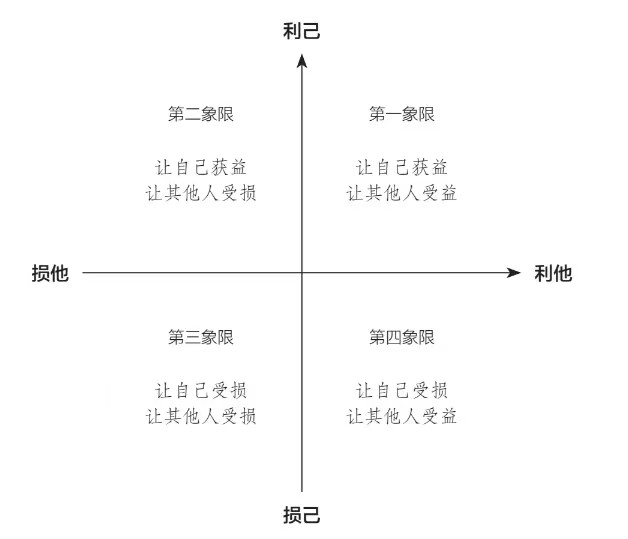 利己
第二象限
第一象限
让自己获益
让其他人受损
让自己获益
让其他人受益
损他
利他
第三象限
第四象限
让自己受损
让其他人受损
让自己受损
让其他人受益
损己